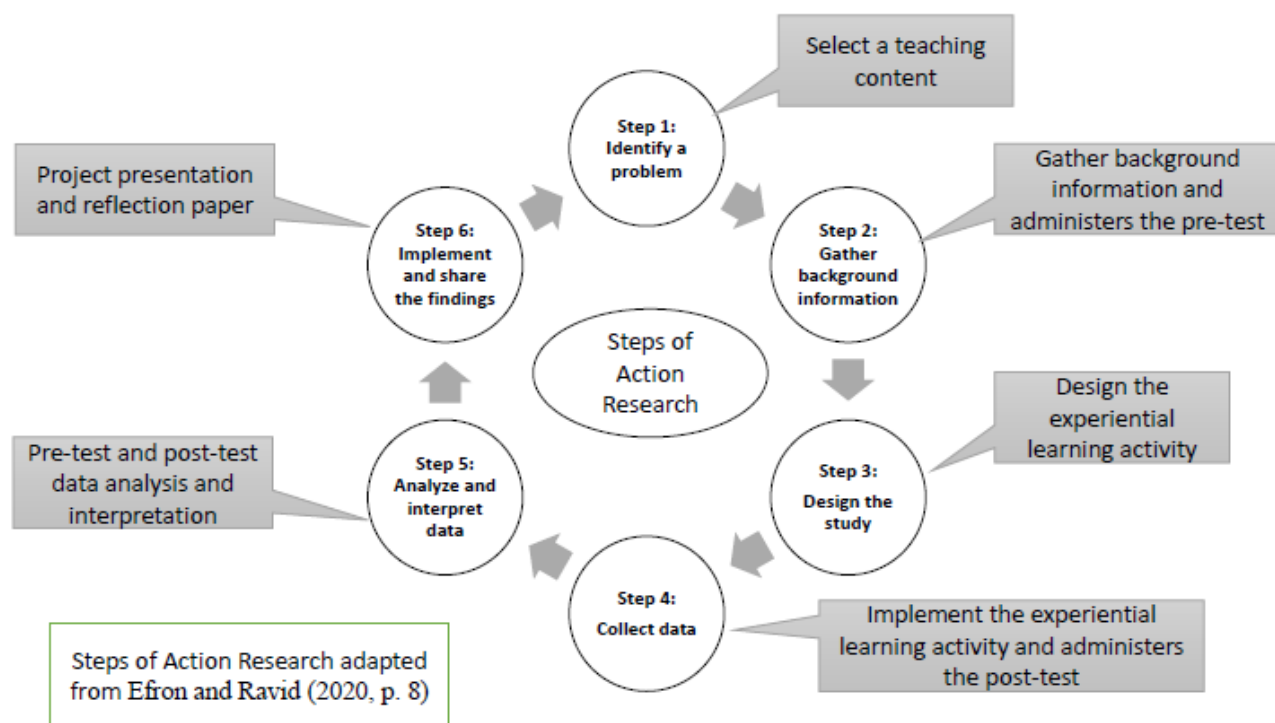 Select a teaching
content
Step 1:
Identify a
problem
Gather background
information and
administers the pre-test
Step 2:
Gather
background
information
Design the
experiential
learning activity
Step 3:
Design the
study
Implement the experiential
learning activity and administers
the post-test
Step 4:
Collect data
Pre-test and post-test
data analysis and
interpretation
Step 5:
Analyze and
interpret
data
Project presentation
and reflection paper
Step 6:
Implement
and share
the findings
Steps of
Action
Research
Steps of Action Research adapted
from Efron and Ravid (2020, p. 8)